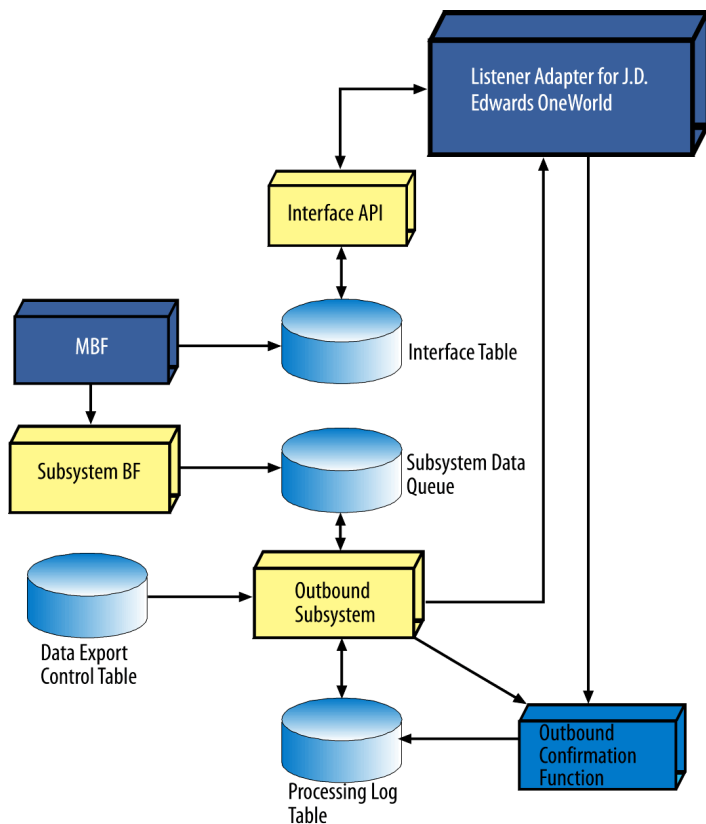 Listener Adapter for J.D.
Edwards OneWorld
Interface API
MBF
Interface Table
Subsystem BF
Subsystem Data
Queue
Outbound
Subsystem
Data Export
Control Table
Outbound
Confirmation
Function
Processing Log
Table